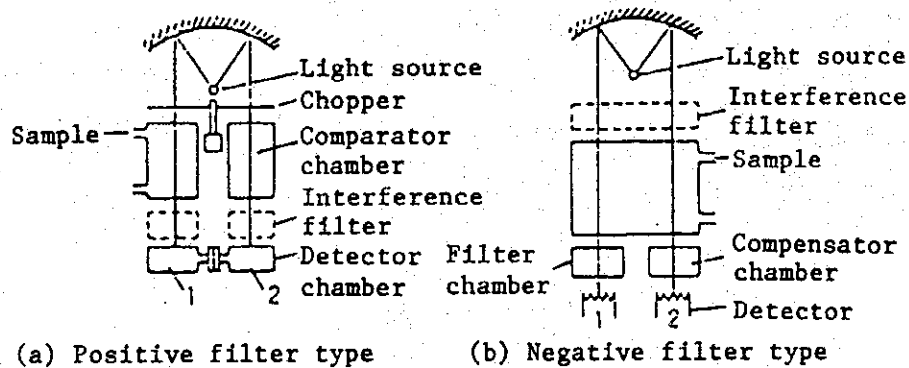 Light source
Chopper
Sample
Comparator
chamber
Interference
filter
Detector
chamber
1
2
(a) Positive filter type
Light source
Interference
filter
Sample
Filter
chamber
Compensator
chamber
1
2
Detector
(b) Negative filter type